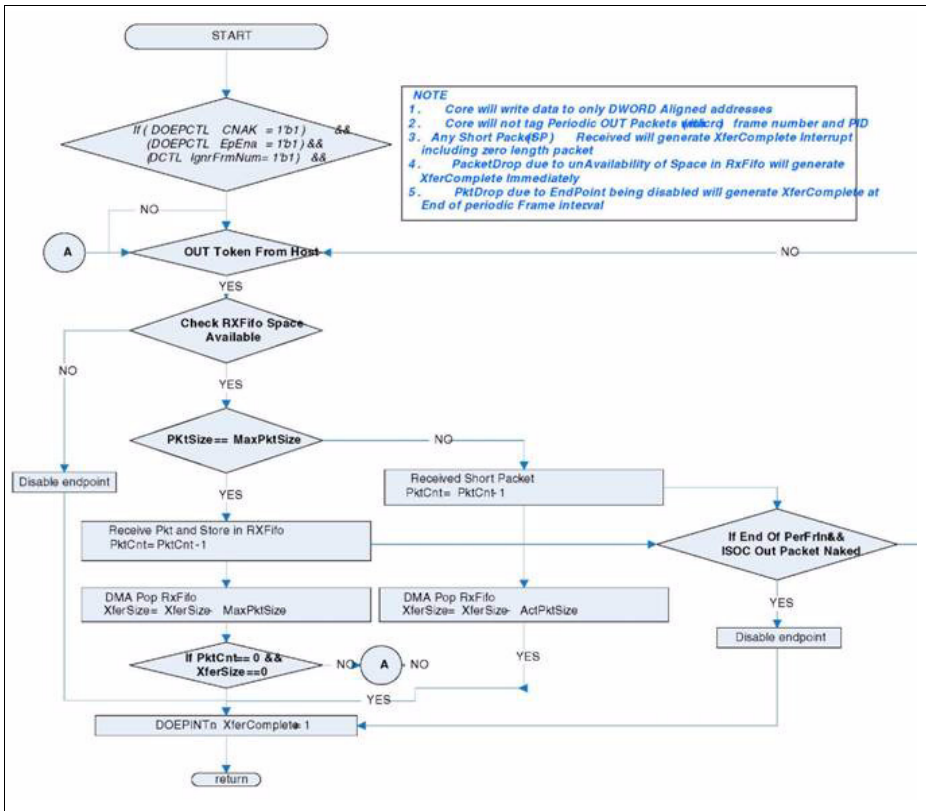 START
If ( DOEPCTL CNAK = 1'b1 ) &&
(DOEPCTL EpEna = 1'b1 ) &&
(DCTL IgnrFrmNum= 1'b1 ) &&
NOTE
1. Core will write data to only DWORD Aligned addresses
2. Core will not tag Periodic OUT Packets frame number and PID
3. Any Short Packet (SP) Received will generate XferComplete Interrupt
including zero length packet
4. PacketDrop due to unAvailability of Space in RxFifo will generate
XferComplete Immediately
5. PktDrop due to EndPoint being disabled will generate XferComplete at
End of periodic Frame interval
NO
A
OUT Token From Host
NO
YES
Check RXFifo Space
Available
NO
YES
PKtSize== MaxPktSize
NO
Disable endpoint
YES
Received Short Packet
PktCnt= PktCnt- 1
Receive Pkt and Store in RXFifo
PktCnt= PktCnt - 1
If End Of PerFrIn&&
ISOC Out Packet Naked
DMA Pop RxFifo
XferSize= XferSize- MaxPktSize
DMA Pop RxFifo
XferSize= XferSize- ActPktSize
YES
Disable endpoint
If PktCnt== 0 &&
XferSize==0
NO
A
NO
YES
YES
DOEPINTn XferComplete= 1
return